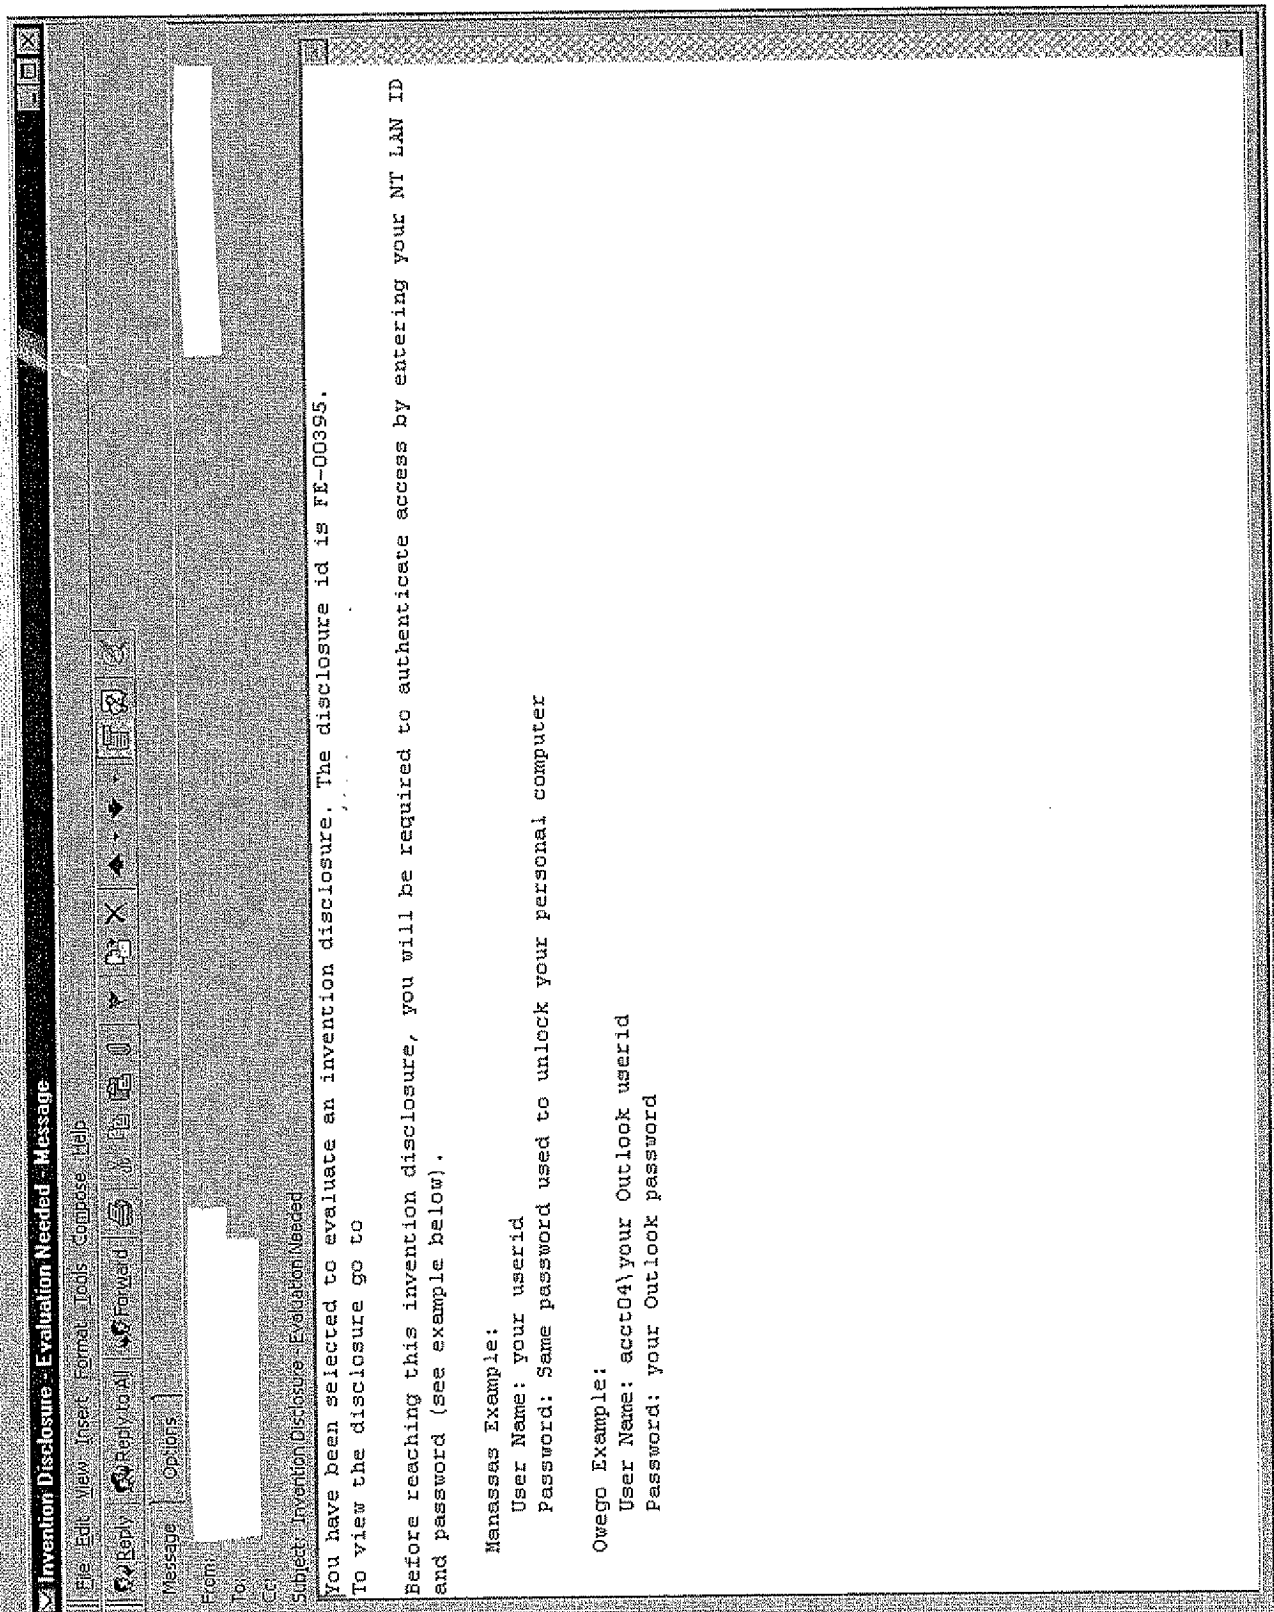 Invention Disclosure - Evaluation Needed - Message
File Edit View Insert Format Tools Compose Help
Reply Reply to All Forward
Message Options
From:
To:
Cc:
Subject: Invention Disclosure - Evaluation Needed
You have been selected to evaluate an invention disclosure. The disclosure id is FE-00395.
To view the disclosure go to
Before reaching this invention disclosure, you will be required to authenticate access by entering your NT LAN ID
and password (see example below).
Manassas Example:
User Name: your userid
Password: Same password used to unlock your personal computer
Owego Example:
User Name: acct04\your Outlook userid
Password: your Outlook password